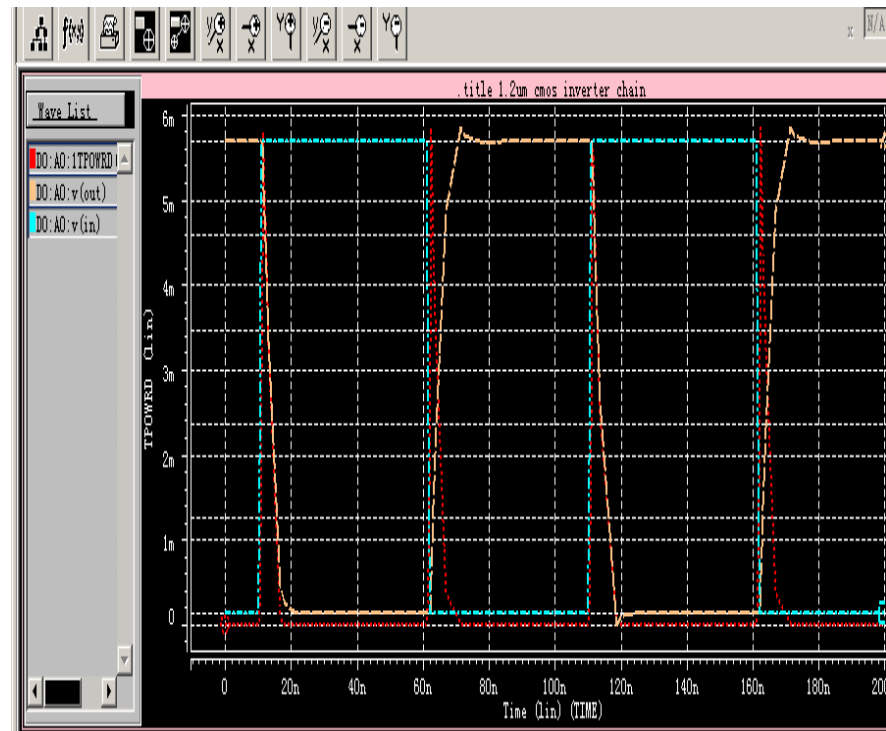 f(x,y) y x x Y y x x Y
x N/A
.title 1.2um cmos inverter chain
Wave List
D0:A0:1TPOWRD
D0:A0:v(out)
D0:A0:v(in)
TPOWRD (lin)
6m
5m
4m
3m
2m
1m
0
0 20n 40n 60n 80n 100n 120n 140n 160n 180n 200
Time (lin) (TIME)